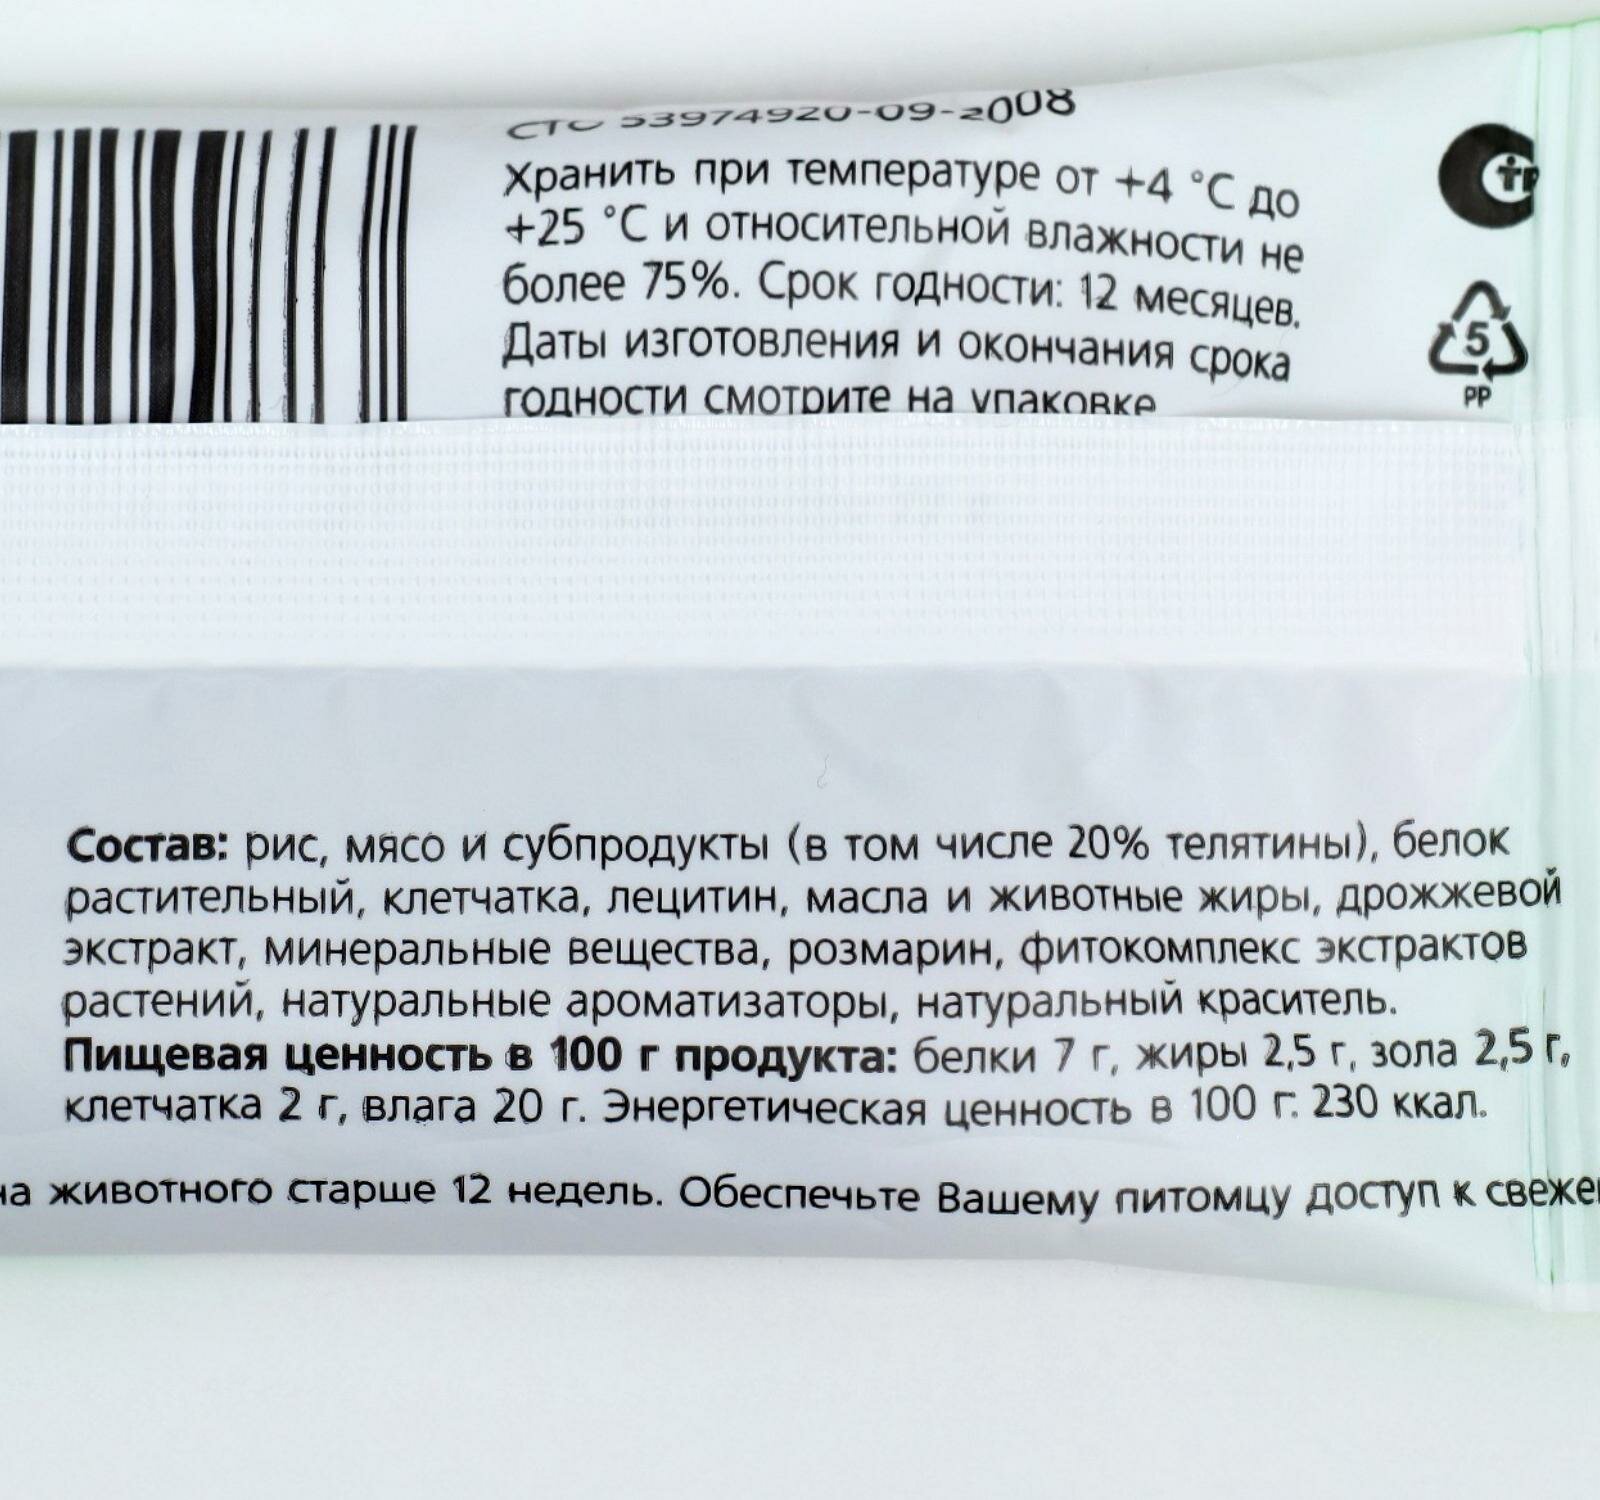 СТО 53974920-09-2008
Хранить при температуре от +4 °С до
+25 °С и относительной влажности не
более 75%. Срок годности: 12 месяцев.
Даты изготовления и окончания срока
годности смотрите на упаковке
5
PP
Состав: рис, мясо и субпродукты (в том числе 20% телятины), белок
растительный, клетчатка, лецитин, масла и животные жиры, дрожжевой
экстракт, минеральные вещества, розмарин, фитокомплекс экстрактов
растений, натуральные ароматизаторы, натуральный краситель.
Пищевая ценность в 100 г продукта: белки 7 г, жиры 2,5 г, зола 2,5 г,
клетчатка 2 г, влага 20 г. Энергетическая ценность в 100 г: 230 ккал.
на животного старше 12 недель. Обеспечьте Вашему питомцу доступ к свеже